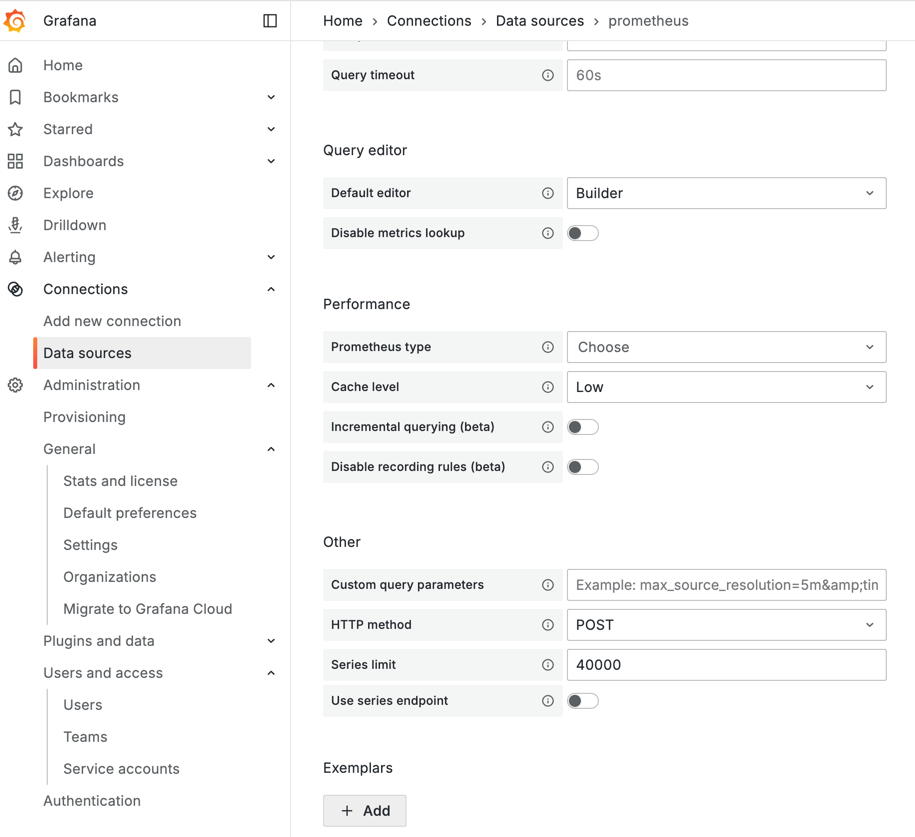 Grafana
Home
Bookmarks
Starred
Dashboards
Explore
Drilldown
Alerting
Connections
Add new connection
Data sources
Administration
Provisioning
General
Stats and license
Default preferences
Settings
Organizations
Migrate to Grafana Cloud
Plugins and data
Users and access
Users
Teams
Service accounts
Authentication
Home › Connections › Data sources › prometheus
Query timeout 60s
Query editor
Default editor Builder
Disable metrics lookup
Performance
Prometheus type Choose
Cache level Low
Incremental querying (beta)
Disable recording rules (beta)
Other
Custom query parameters Example: max_source_resolution=5m&amp;tin
HTTP method POST
Series limit 40000
Use series endpoint
Exemplars
+ Add